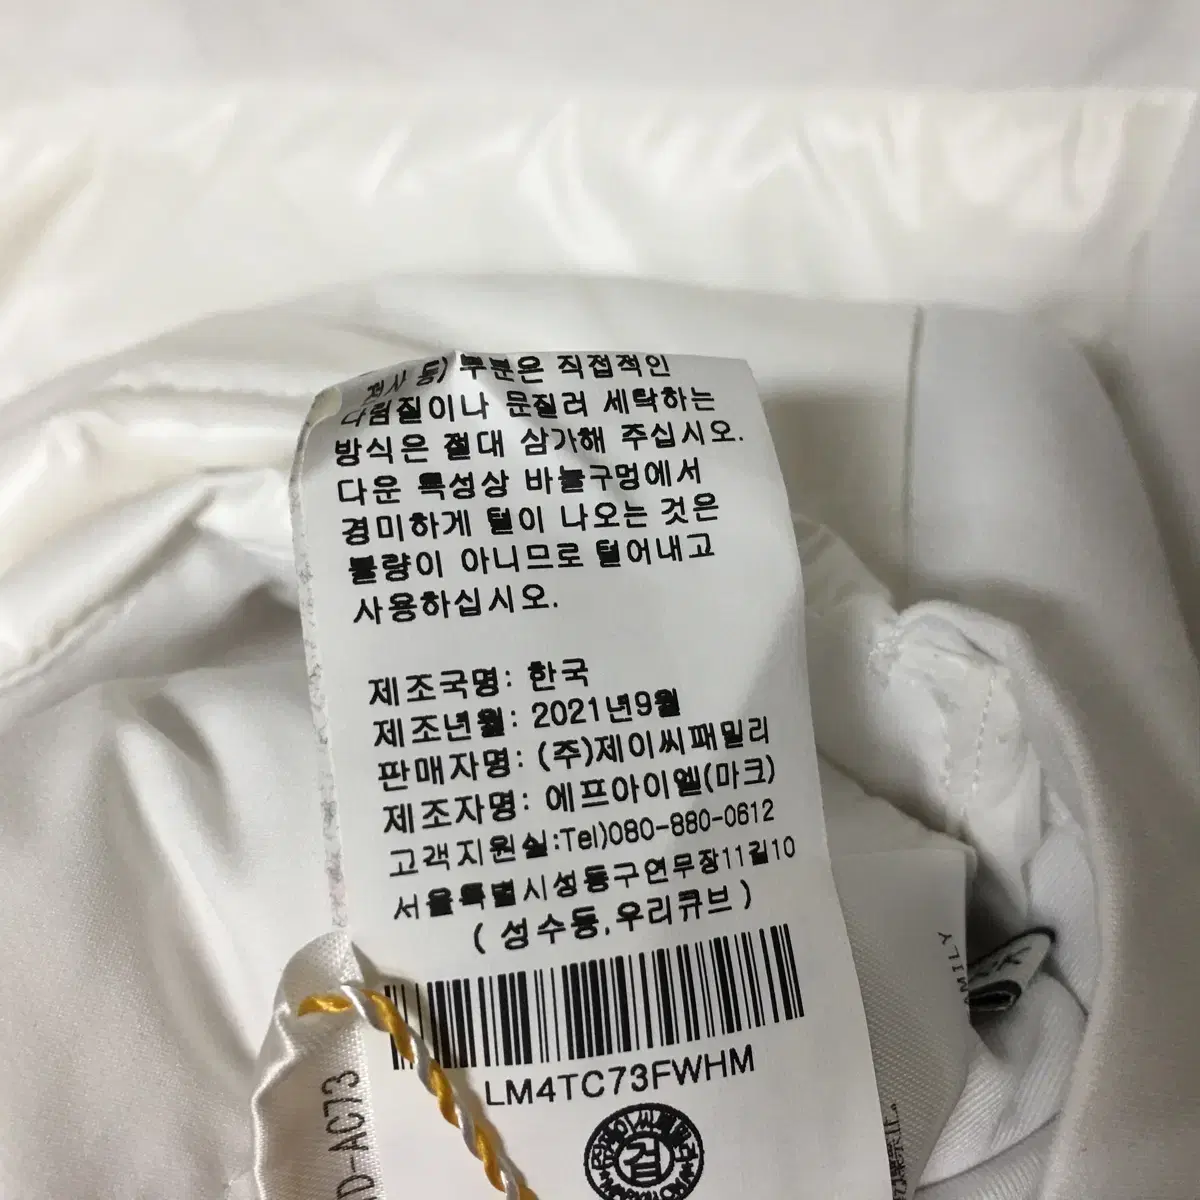 전사 등) 부분은 직접적인
다림질이나 문질러 세탁하는
방식은 절대 삼가해 주십시오.
다운 특성상 바늘구멍에서
경미하게 털이 나오는 것은
불량이 아니므로 털어내고
사용하십시오.
제조국명: 한국
제조년월: 2021년9월
판매자명: (주)제이씨패밀리
제조자명: 에프아이엘(마크)
고객지원실:Tel)080-880-0612
서울특별시성동구연무장11길10
(성수동,우리큐브)
LM4TC73FWHM
검
D-AC73
AMILY